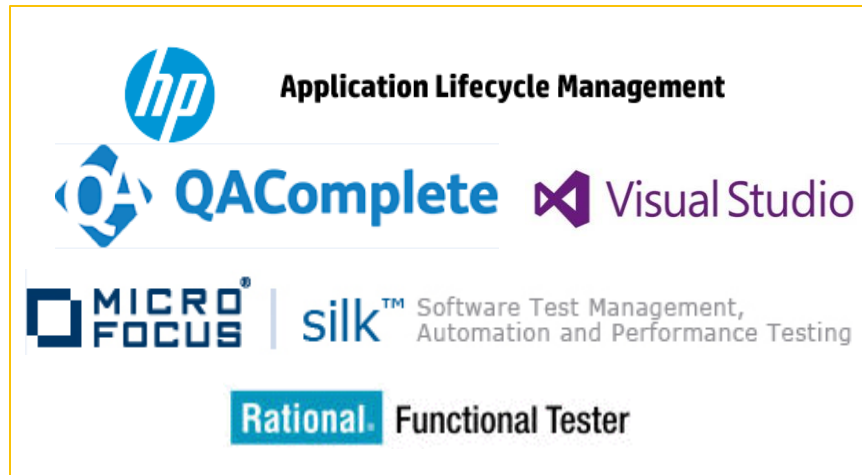 hp Application Lifecycle Management
QA QAComplete
Visual Studio
MICRO
FOCUS®
silk™ Software Test Management,
Automation and Performance Testing
Rational. Functional Tester